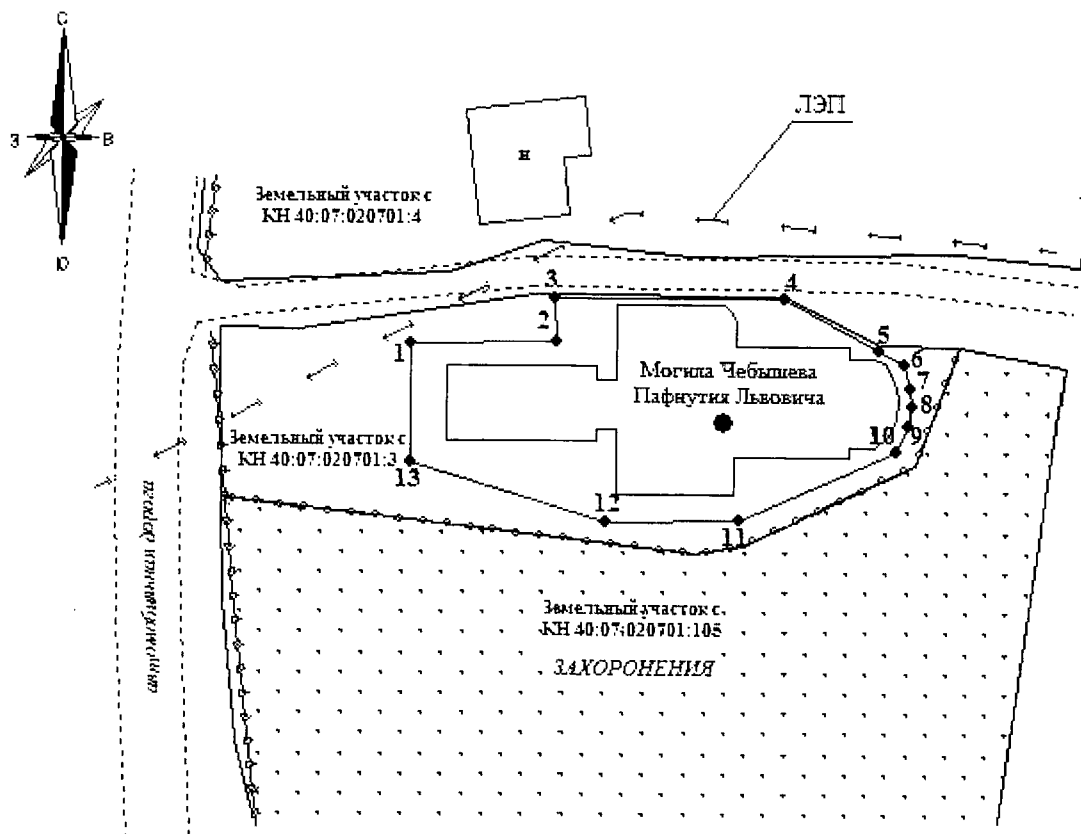 С
З
В
Ю
ЛЭП
н
Земельный участок с
КН 40:07:020701:4
3
4
2
1
5
6
7
8
9
10
Могила Чебышева
Пафнутия Львовича
Земельный участок с
КН 40:07:020701:3
13
12
11
Земельный участок с
КН 40:07:020701:105
ЗАХОРОНЕНИЯ